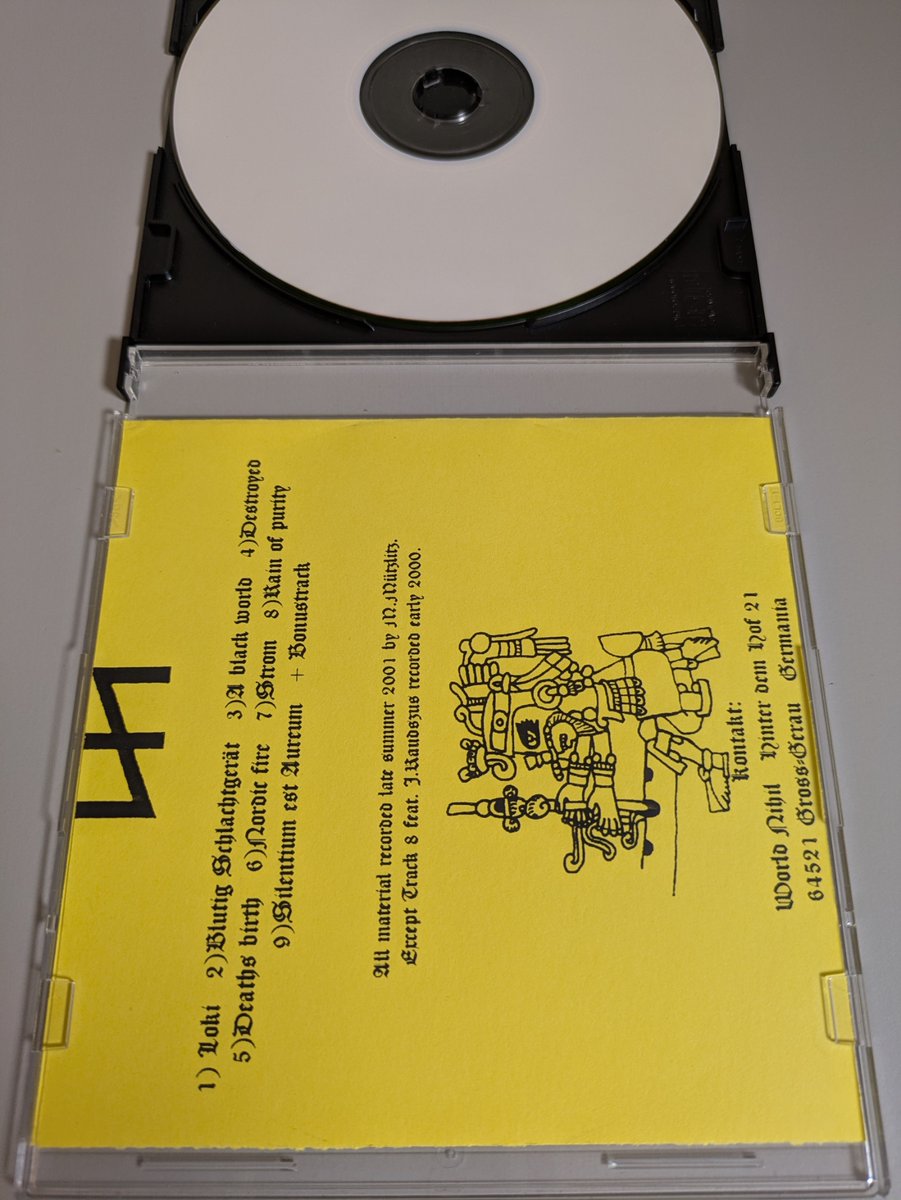 1) Loki 2)Blutig Schlachtgerät 3)A black world 4)Destroyed
5)Deaths birth 6)Nordic fire 7)Strom 8)Rain of purity
9)Silentium est Aureum + Bonustrack
All material recorded late summer 2001 by M.Mützlitz.
Except Track 8 feat. J.Raudszus recorded early 2000.
Kontakt:
World Nihil Hinter dem Hof 21
64521 Gross-Gerau Germania